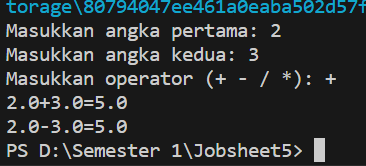 torage\80794047ee461a0eaba502d57f
Masukkan angka pertama: 2
Masukkan angka kedua: 3
Masukkan operator (+ - / *): +
2.0+3.0=5.0
2.0-3.0=5.0
PS D:\Semester 1\Jobsheet5>